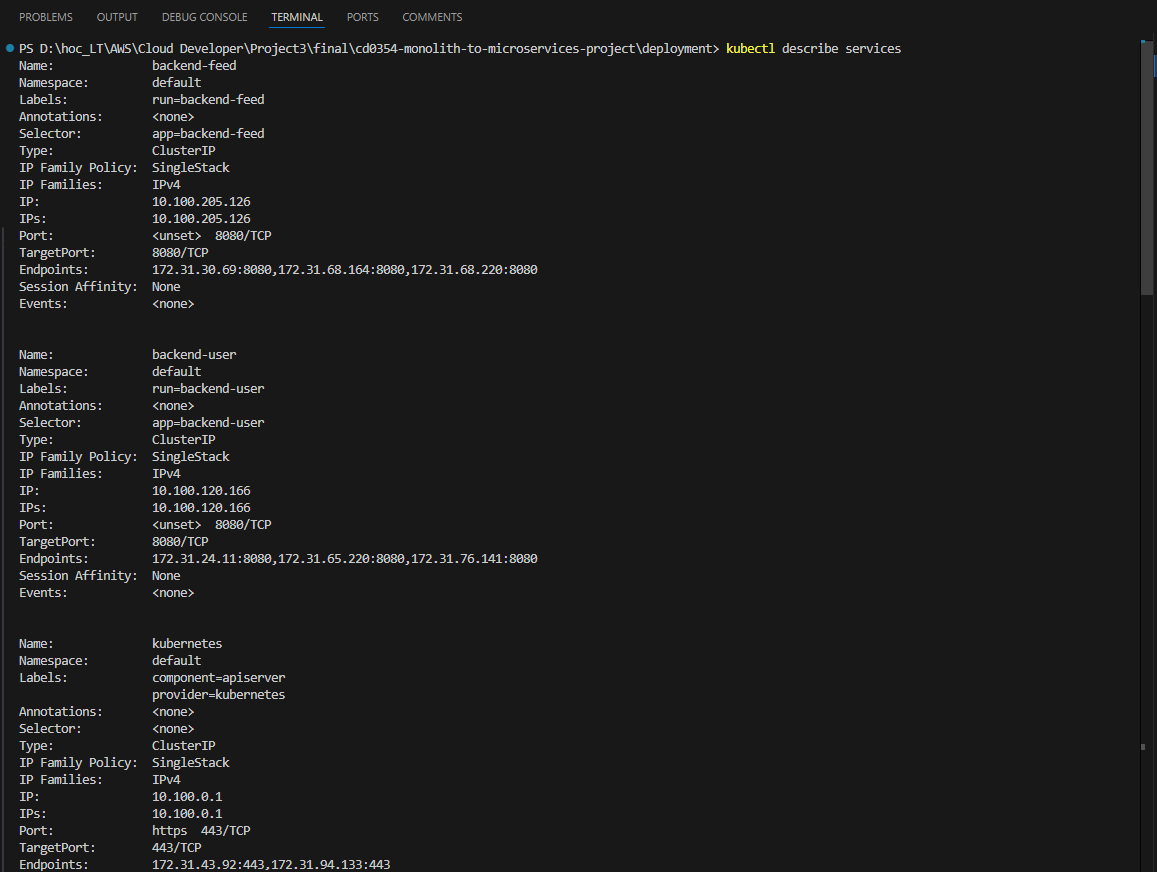 PROBLEMS OUTPUT DEBUG CONSOLE TERMINAL PORTS COMMENTS
PS D:\hoc_LT\AWS\Cloud Developer\Project3\final\cd0354-monolith-to-microservices-project\deployment> kubectl describe services
Name: backend-feed
Namespace: default
Labels: run=backend-feed
Annotations: <none>
Selector: app=backend-feed
Type: ClusterIP
IP Family Policy: SingleStack
IP Families: IPv4
IP: 10.100.205.126
IPs: 10.100.205.126
Port: <unset> 8080/TCP
TargetPort: 8080/TCP
Endpoints: 172.31.30.69:8080,172.31.68.164:8080,172.31.68.220:8080
Session Affinity: None
Events: <none>
Name: backend-user
Namespace: default
Labels: run=backend-user
Annotations: <none>
Selector: app=backend-user
Type: ClusterIP
IP Family Policy: SingleStack
IP Families: IPv4
IP: 10.100.120.166
IPs: 10.100.120.166
Port: <unset> 8080/TCP
TargetPort: 8080/TCP
Endpoints: 172.31.24.11:8080,172.31.65.220:8080,172.31.76.141:8080
Session Affinity: None
Events: <none>
Name: kubernetes
Namespace: default
Labels: component=apiserver
provider=kubernetes
Annotations: <none>
Selector: <none>
Type: ClusterIP
IP Family Policy: SingleStack
IP Families: IPv4
IP: 10.100.0.1
IPs: 10.100.0.1
Port: https 443/TCP
TargetPort: 443/TCP
Endpoints: 172.31.43.92:443,172.31.94.133:443